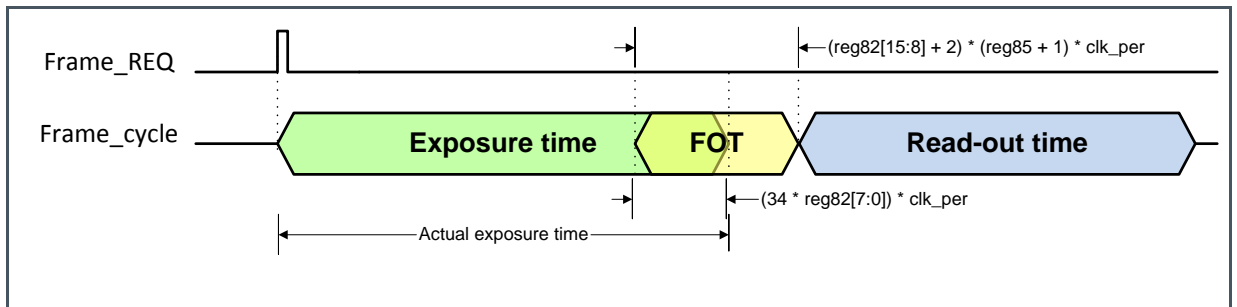 (reg82[15:8] + 2) * (reg85 + 1) * clk_per
Frame_REQ
Frame_cycle
Exposure time
FOT
Read-out time
(34 * reg82[7:0]) * clk_per
Actual exposure time